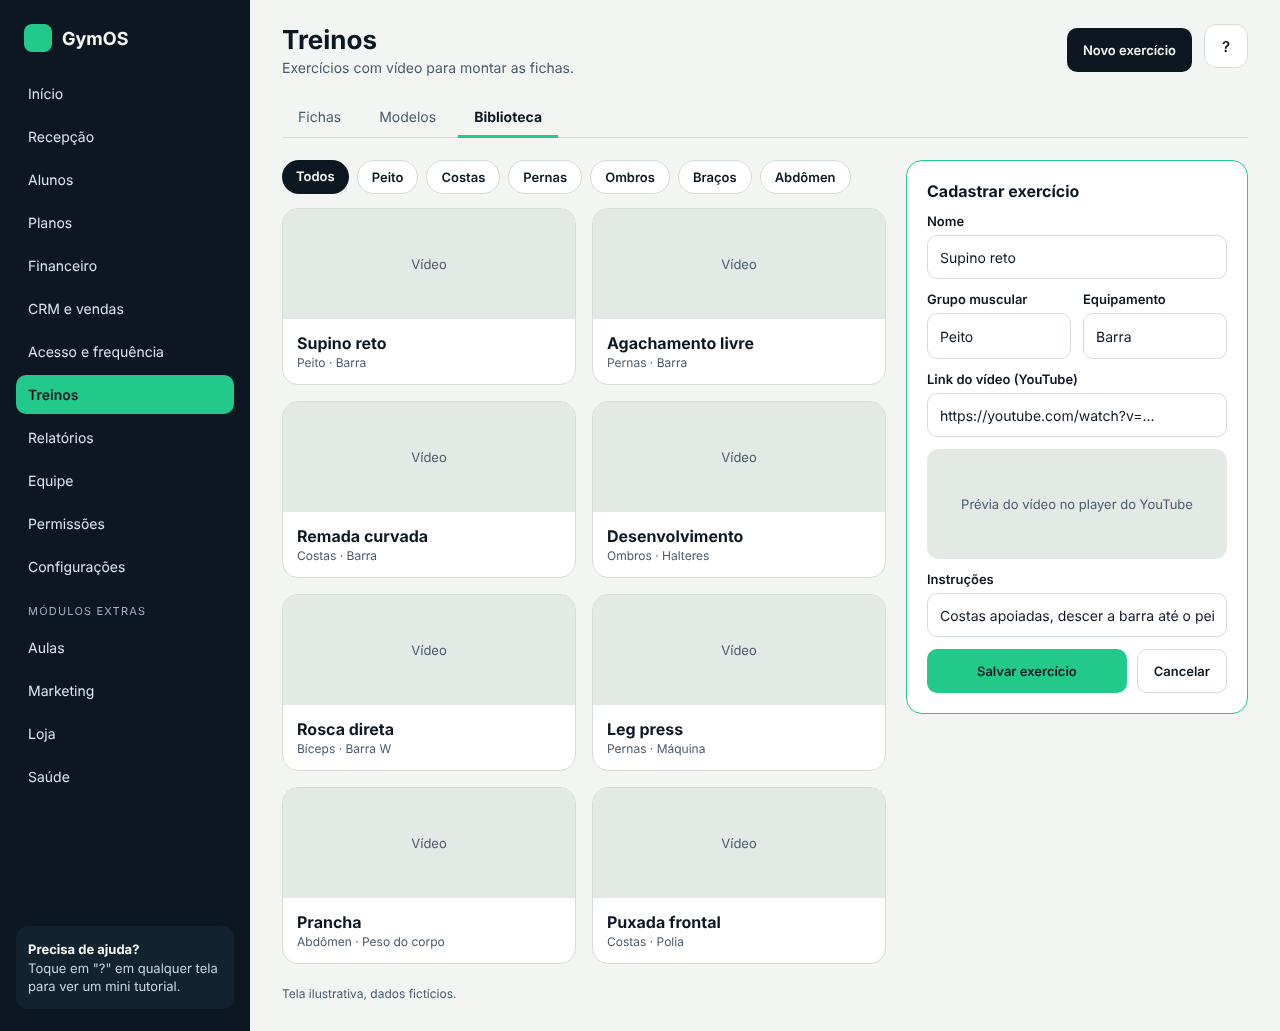 GymOS
Início
Recepção
Alunos
Planos
Financeiro
CRM e vendas
Acesso e frequência
Treinos
Relatórios
Equipe
Permissões
Configurações
MÓDULOS EXTRAS
Aulas
Marketing
Loja
Saúde
Precisa de ajuda?
Toque em "?" em qualquer tela
para ver um mini tutorial.
Treinos
Exercícios com vídeo para montar as fichas.
Novo exercício
?
Fichas
Modelos
Biblioteca
Todos
Peito
Costas
Pernas
Ombros
Braços
Abdômen
Vídeo
Supino reto
Peito · Barra
Vídeo
Agachamento livre
Pernas · Barra
Vídeo
Remada curvada
Costas · Barra
Vídeo
Desenvolvimento
Ombros · Halteres
Vídeo
Rosca direta
Bíceps · Barra W
Vídeo
Leg press
Pernas · Máquina
Vídeo
Prancha
Abdômen · Peso do corpo
Vídeo
Puxada frontal
Costas · Polia
Tela ilustrativa, dados fictícios.
Cadastrar exercício
Nome
Supino reto
Grupo muscular
Equipamento
Peito
Barra
Link do vídeo (YouTube)
https://youtube.com/watch?v=...
Prévia do vídeo no player do YouTube
Instruções
Costas apoiadas, descer a barra até o pei
Salvar exercício
Cancelar